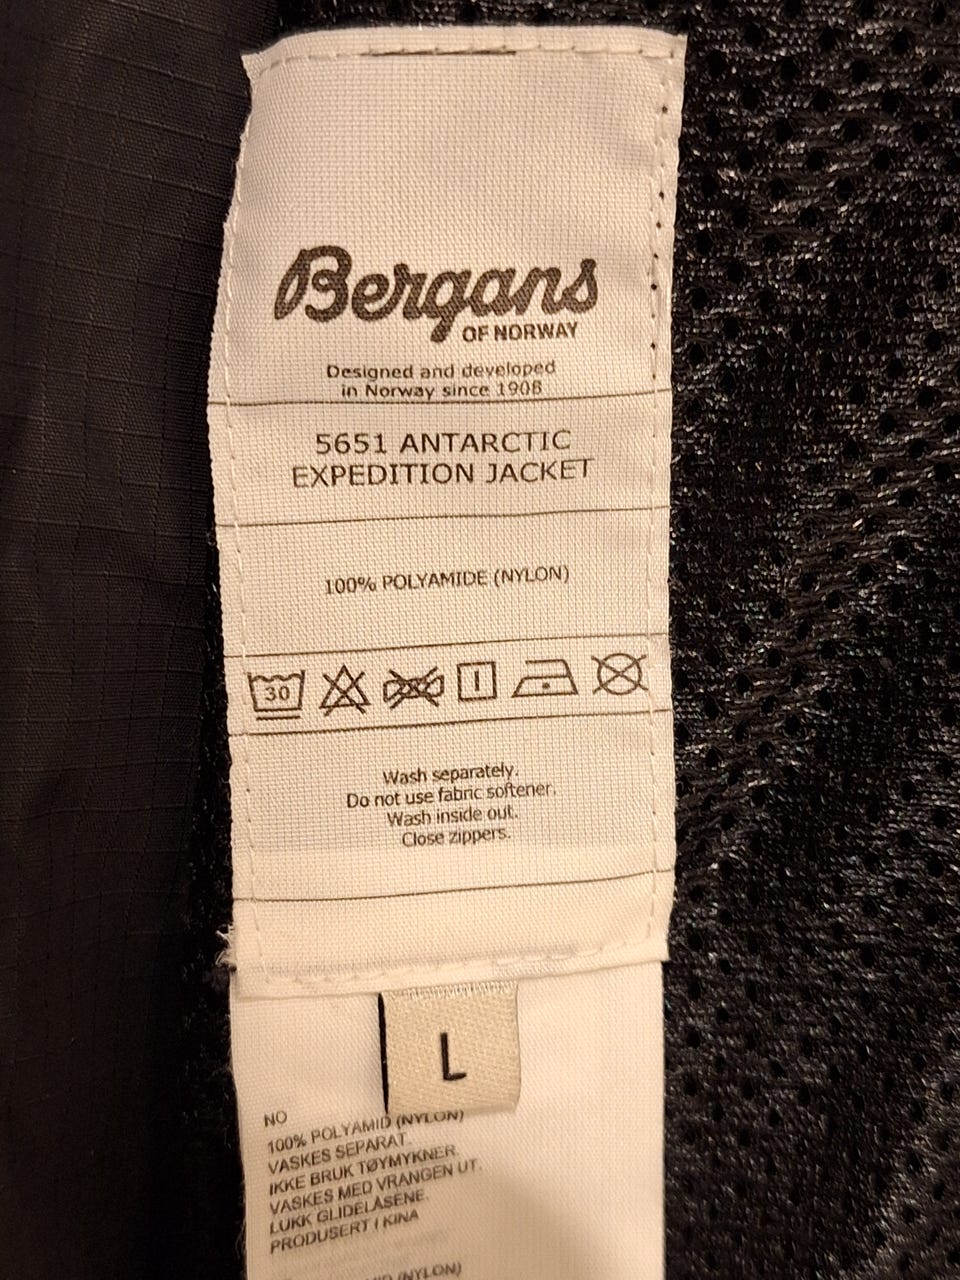 Bergans
OF NORWAY
Designed and developed
in Norway since 1908
5651 ANTARCTIC
EXPEDITION JACKET
100% POLYAMIDE (NYLON)
30
Wash separately.
Do not use fabric softener.
Wash inside out.
Close zippers.
L
NO
100% POLYAMID (NYLON)
VASKES SEPARAT.
IKKE BRUK TØYMYKNER.
VASKES MED VRANGEN UT.
LUKK GLIDELÅSENE.
PRODUSERT I KINA
(NYLON)